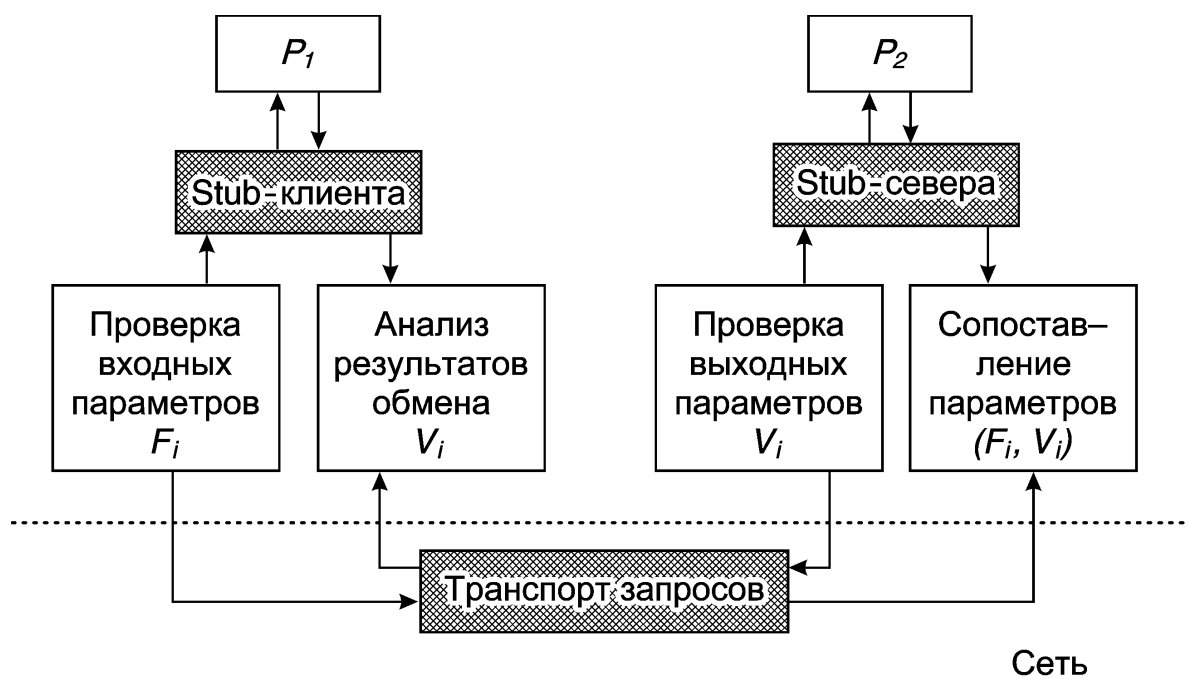 P₁
P₂
Stub-клиента
Stub-севера
Проверка
входных
параметров
Fᵢ
Анализ
результатов
обмена
Vᵢ
Проверка
выходных
параметров
Vᵢ
Сопостав–
ление
параметров
(Fᵢ, Vᵢ)
Транспорт запросов
Сеть